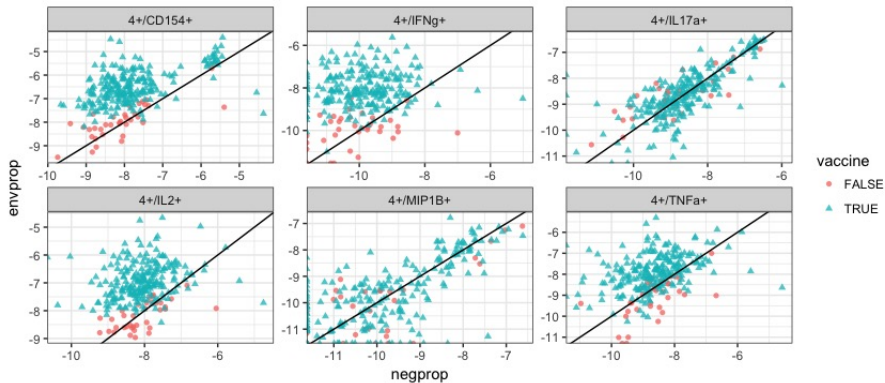 4+/CD154+ 4+/IFNg+ 4+/IL17a+
-5 -6 -7 -8 -9
-6 -8 -10
-7 -8 -9 -10 -11
-10 -9 -8 -7 -6 -5
-10 -8 -6
-10 -8
4+/IL2+ 4+/MIP1B+ 4+/TNFa+
-5 -6 -7 -8 -9
-7 -8 -9 -10 -11
-6 -7 -8 -9 -10 -11
-10 -8 -6
-11 -10 -9 -8 -7
-10 -8 -6
envprop
negprop
vaccine
FALSE
TRUE